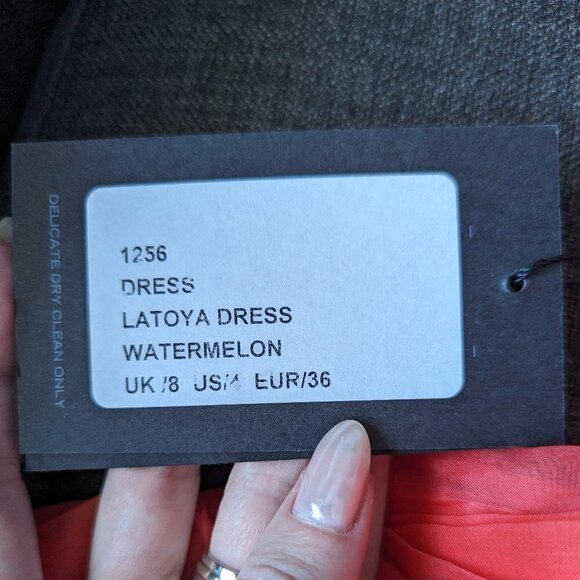 DELICATE DRY CLEAN ONLY
1256
DRESS
LATOYA DRESS
WATERMELON
UK /8 US/4 EUR/36